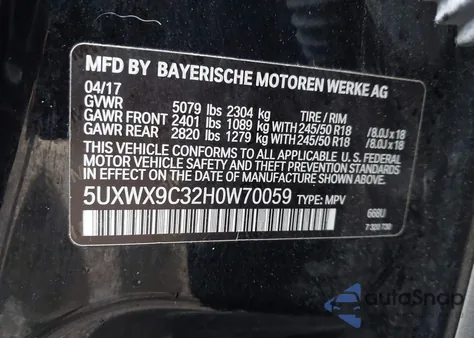 MFD BY BAYERISCHE MOTOREN WERKE AG
04/17
GVWR 5079 lbs 2304 kg TIRE / RIM
GAWR FRONT 2401 lbs 1089 kg WITH 245/50 R18 / 8.0J x 18
GAWR REAR 2820 lbs 1279 kg WITH 245/50 R18 / 8.0J x 18
THIS VEHICLE CONFORMS TO ALL APPLICABLE U.S. FEDERAL
MOTOR VEHICLE SAFETY AND THEFT PREVENTION STANDARDS
IN EFFECT ON THE DATE OF MANUFACTURE SHOWN ABOVE.
5UXWX9C32H0W70059 TYPE: MPV
autoSnap